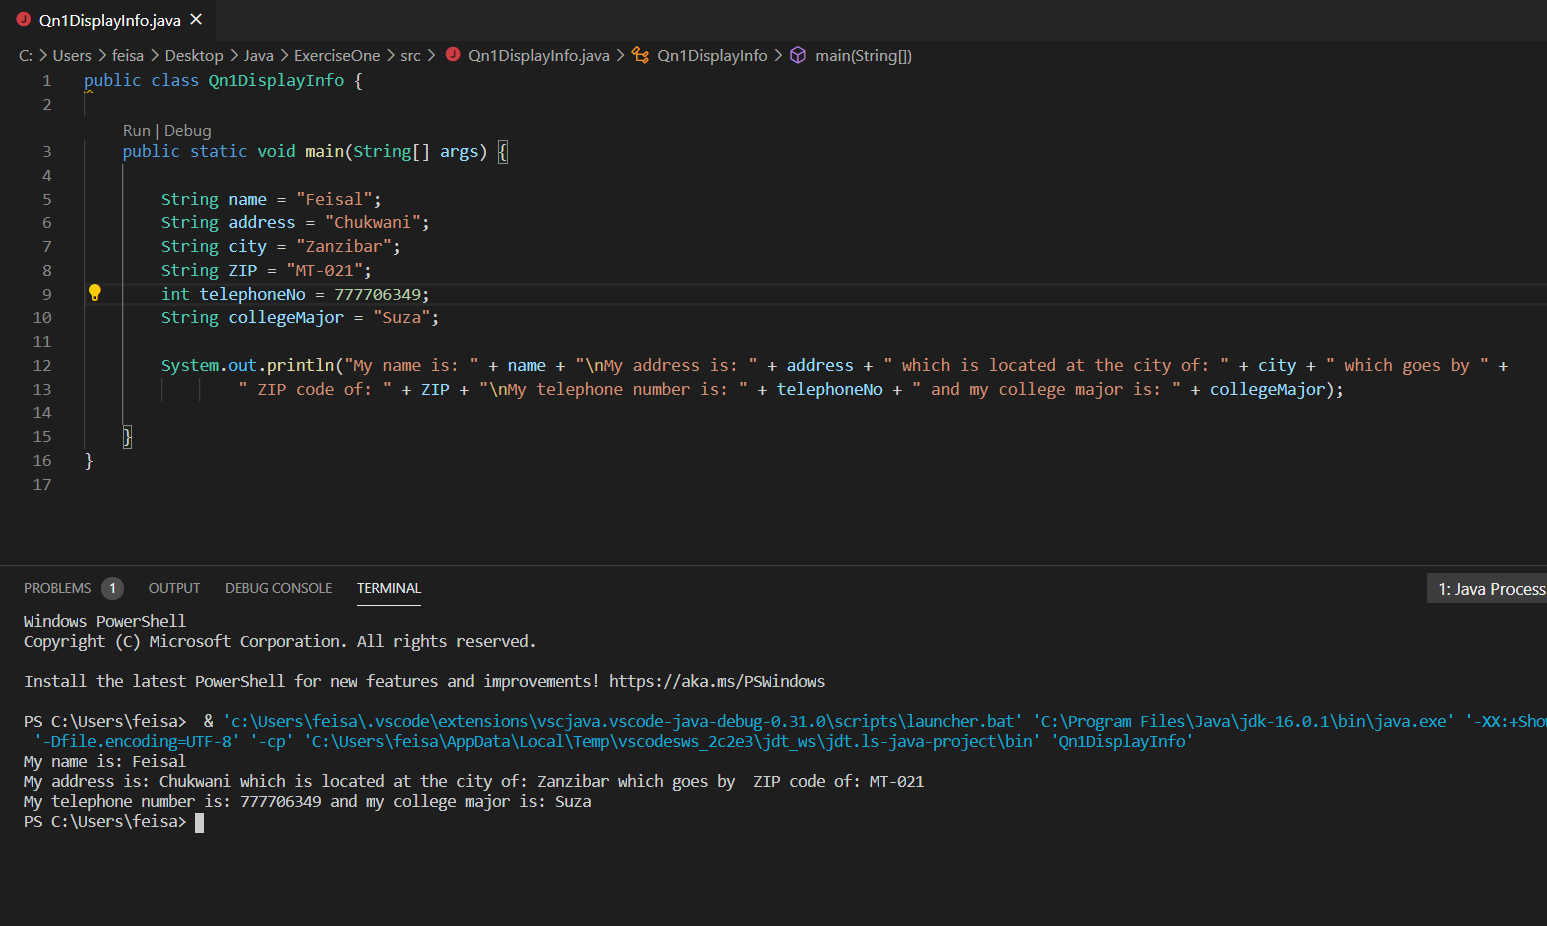 Qn1DisplayInfo.java
C: > Users > feisa > Desktop > Java > ExerciseOne > src > Qn1DisplayInfo.java > Qn1DisplayInfo > main(String[])
1 public class Qn1DisplayInfo {
2
Run | Debug
3 public static void main(String[] args) {
4
5 String name = "Feisal";
6 String address = "Chukwani";
7 String city = "Zanzibar";
8 String ZIP = "MT-021";
9 int telephoneNo = 777706349;
10 String collegeMajor = "Suza";
11
12 System.out.println("My name is: " + name + "\nMy address is: " + address + " which is located at the city of: " + city + " which goes by " +
13 " ZIP code of: " + ZIP + "\nMy telephone number is: " + telephoneNo + " and my college major is: " + collegeMajor);
14
15 }
16 }
17
PROBLEMS 1 OUTPUT DEBUG CONSOLE TERMINAL 1: Java Process
Windows PowerShell
Copyright (C) Microsoft Corporation. All rights reserved.
Install the latest PowerShell for new features and improvements! https://aka.ms/PSWindows
PS C:\Users\feisa>  & 'c:\Users\feisa\.vscode\extensions\vscjava.vscode-java-debug-0.31.0\scripts\launcher.bat' 'C:\Program Files\Java\jdk-16.0.1\bin\java.exe' '-XX:+Sho
'-Dfile.encoding=UTF-8' '-cp' 'C:\Users\feisa\AppData\Local\Temp\vscodesws_2c2e3\jdt_ws\jdt.ls-java-project\bin' 'Qn1DisplayInfo'
My name is: Feisal
My address is: Chukwani which is located at the city of: Zanzibar which goes by  ZIP code of: MT-021
My telephone number is: 777706349 and my college major is: Suza
PS C:\Users\feisa>